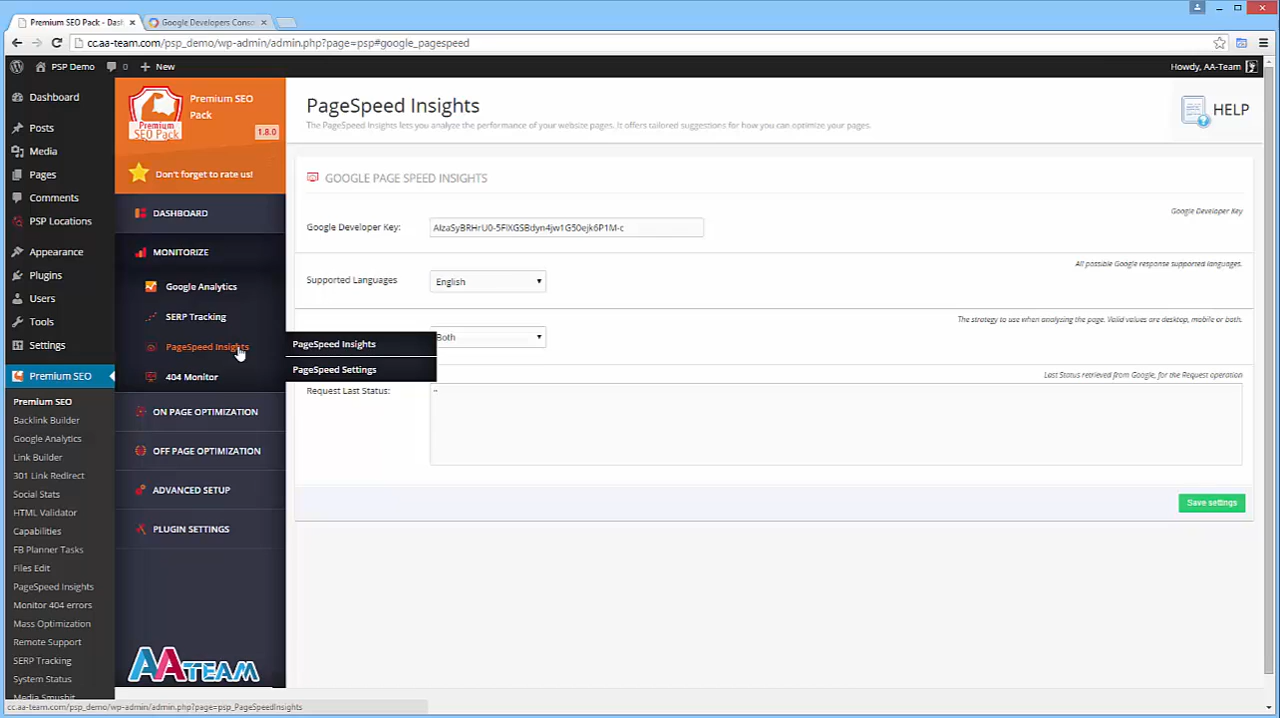 Premium SEO Pack - Dash
Google Developers Conso
cc.aa-team.com/psp_demo/wp-admin/admin.php?page=psp#google_pagespeed
PSP Demo
0
New
Howdy, AA-Team
Dashboard
Posts
Media
Pages
Comments
PSP Locations
Appearance
Plugins
Users
Tools
Settings
Premium SEO
Premium SEO
Backlink Builder
Google Analytics
Link Builder
301 Link Redirect
Social Stats
HTML Validator
Capabilities
FB Planner Tasks
Files Edit
PageSpeed Insights
Monitor 404 errors
Mass Optimization
Remote Support
SERP Tracking
System Status
Media Smushit
Premium
SEO PACK
Premium SEO
Pack
1.8.0
Don't forget to rate us!
DASHBOARD
MONITORIZE
Google Analytics
SERP Tracking
PageSpeed Insights
404 Monitor
ON PAGE OPTIMIZATION
OFF PAGE OPTIMIZATION
ADVANCED SETUP
PLUGIN SETTINGS
AATEAM
PageSpeed Insights
PageSpeed Settings
PageSpeed Insights
The PageSpeed Insights lets you analyze the performance of your website pages. It offers tailored suggestions for how you can optimize your pages.
HELP
GOOGLE PAGE SPEED INSIGHTS
Google Developer Key:
Google Developer Key
Supported Languages
English
All possible Google response supported languages.
Both
The strategy to use when analysing the page. Valid values are desktop, mobile or both.
Request Last Status:
--
Last Status retrieved from Google, for the Request operation
Save settings
cc.aa-team.com/psp_demo/wp-admin/admin.php?page=psp_PageSpeedInsights